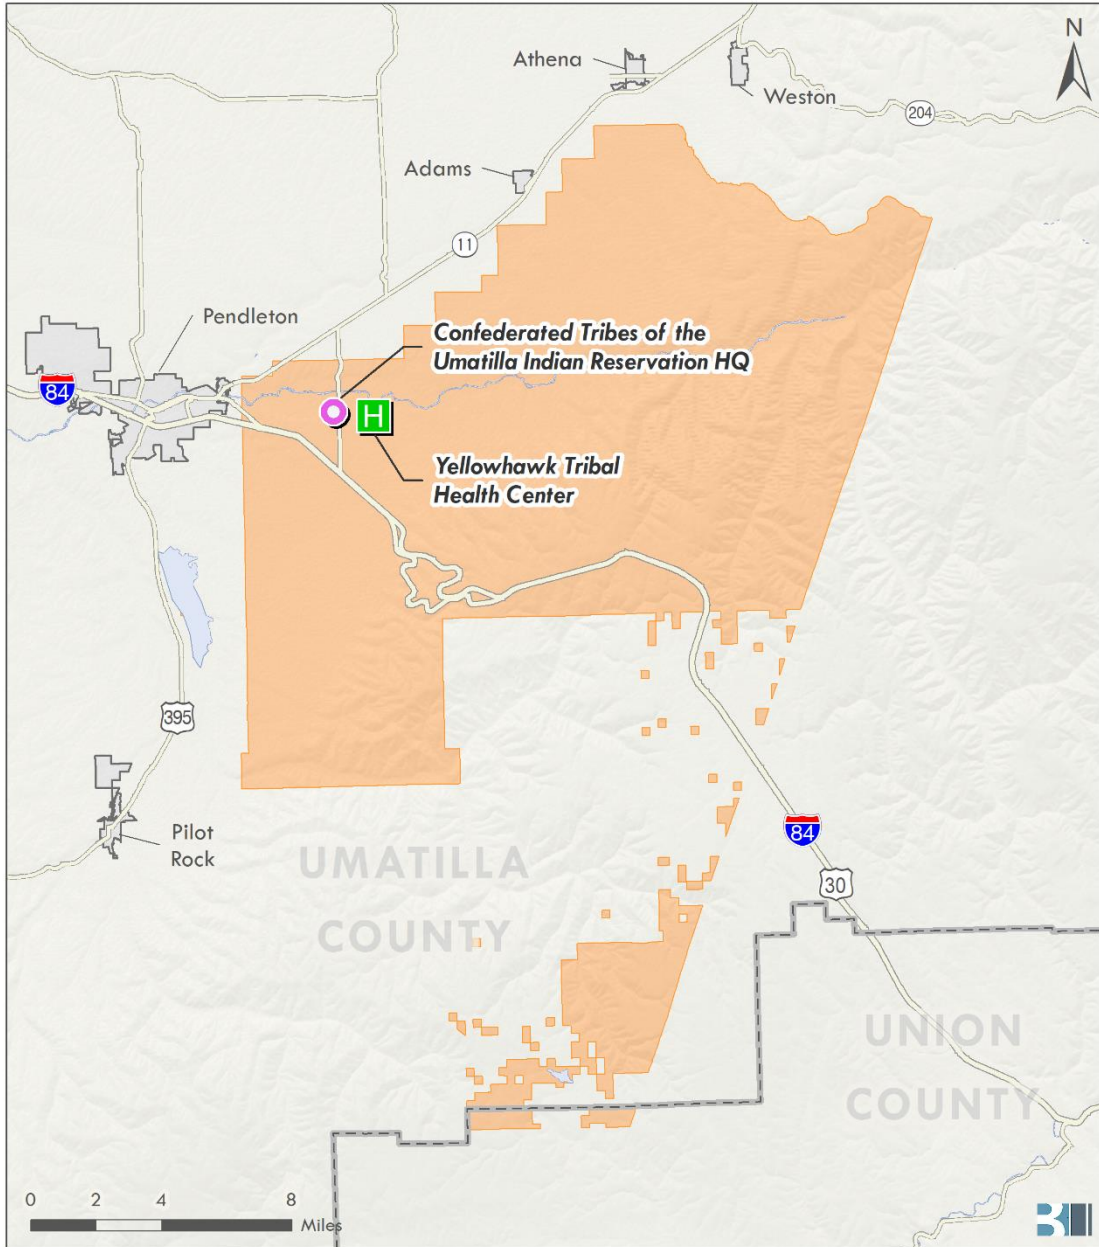 N
Athena
Weston
204
Adams
11
Pendleton
84
Confederated Tribes of the
Umatilla Indian Reservation HQ
H
Yellowhawk Tribal
Health Center
395
Pilot
Rock
84
30
UMATILLA
COUNTY
UNION
COUNTY
0 2 4 8
Miles